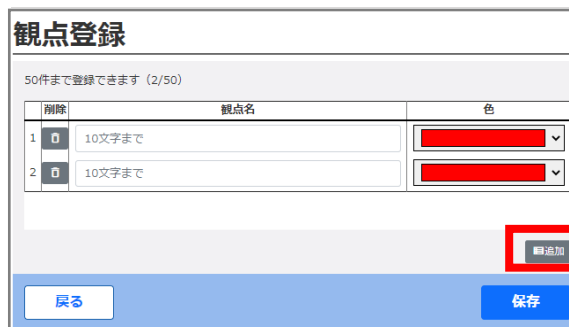 観点登録
50件まで登録できます（2/50）
削除 観点名 色
1 10文字まで
2 10文字まで
追加
戻る 保存